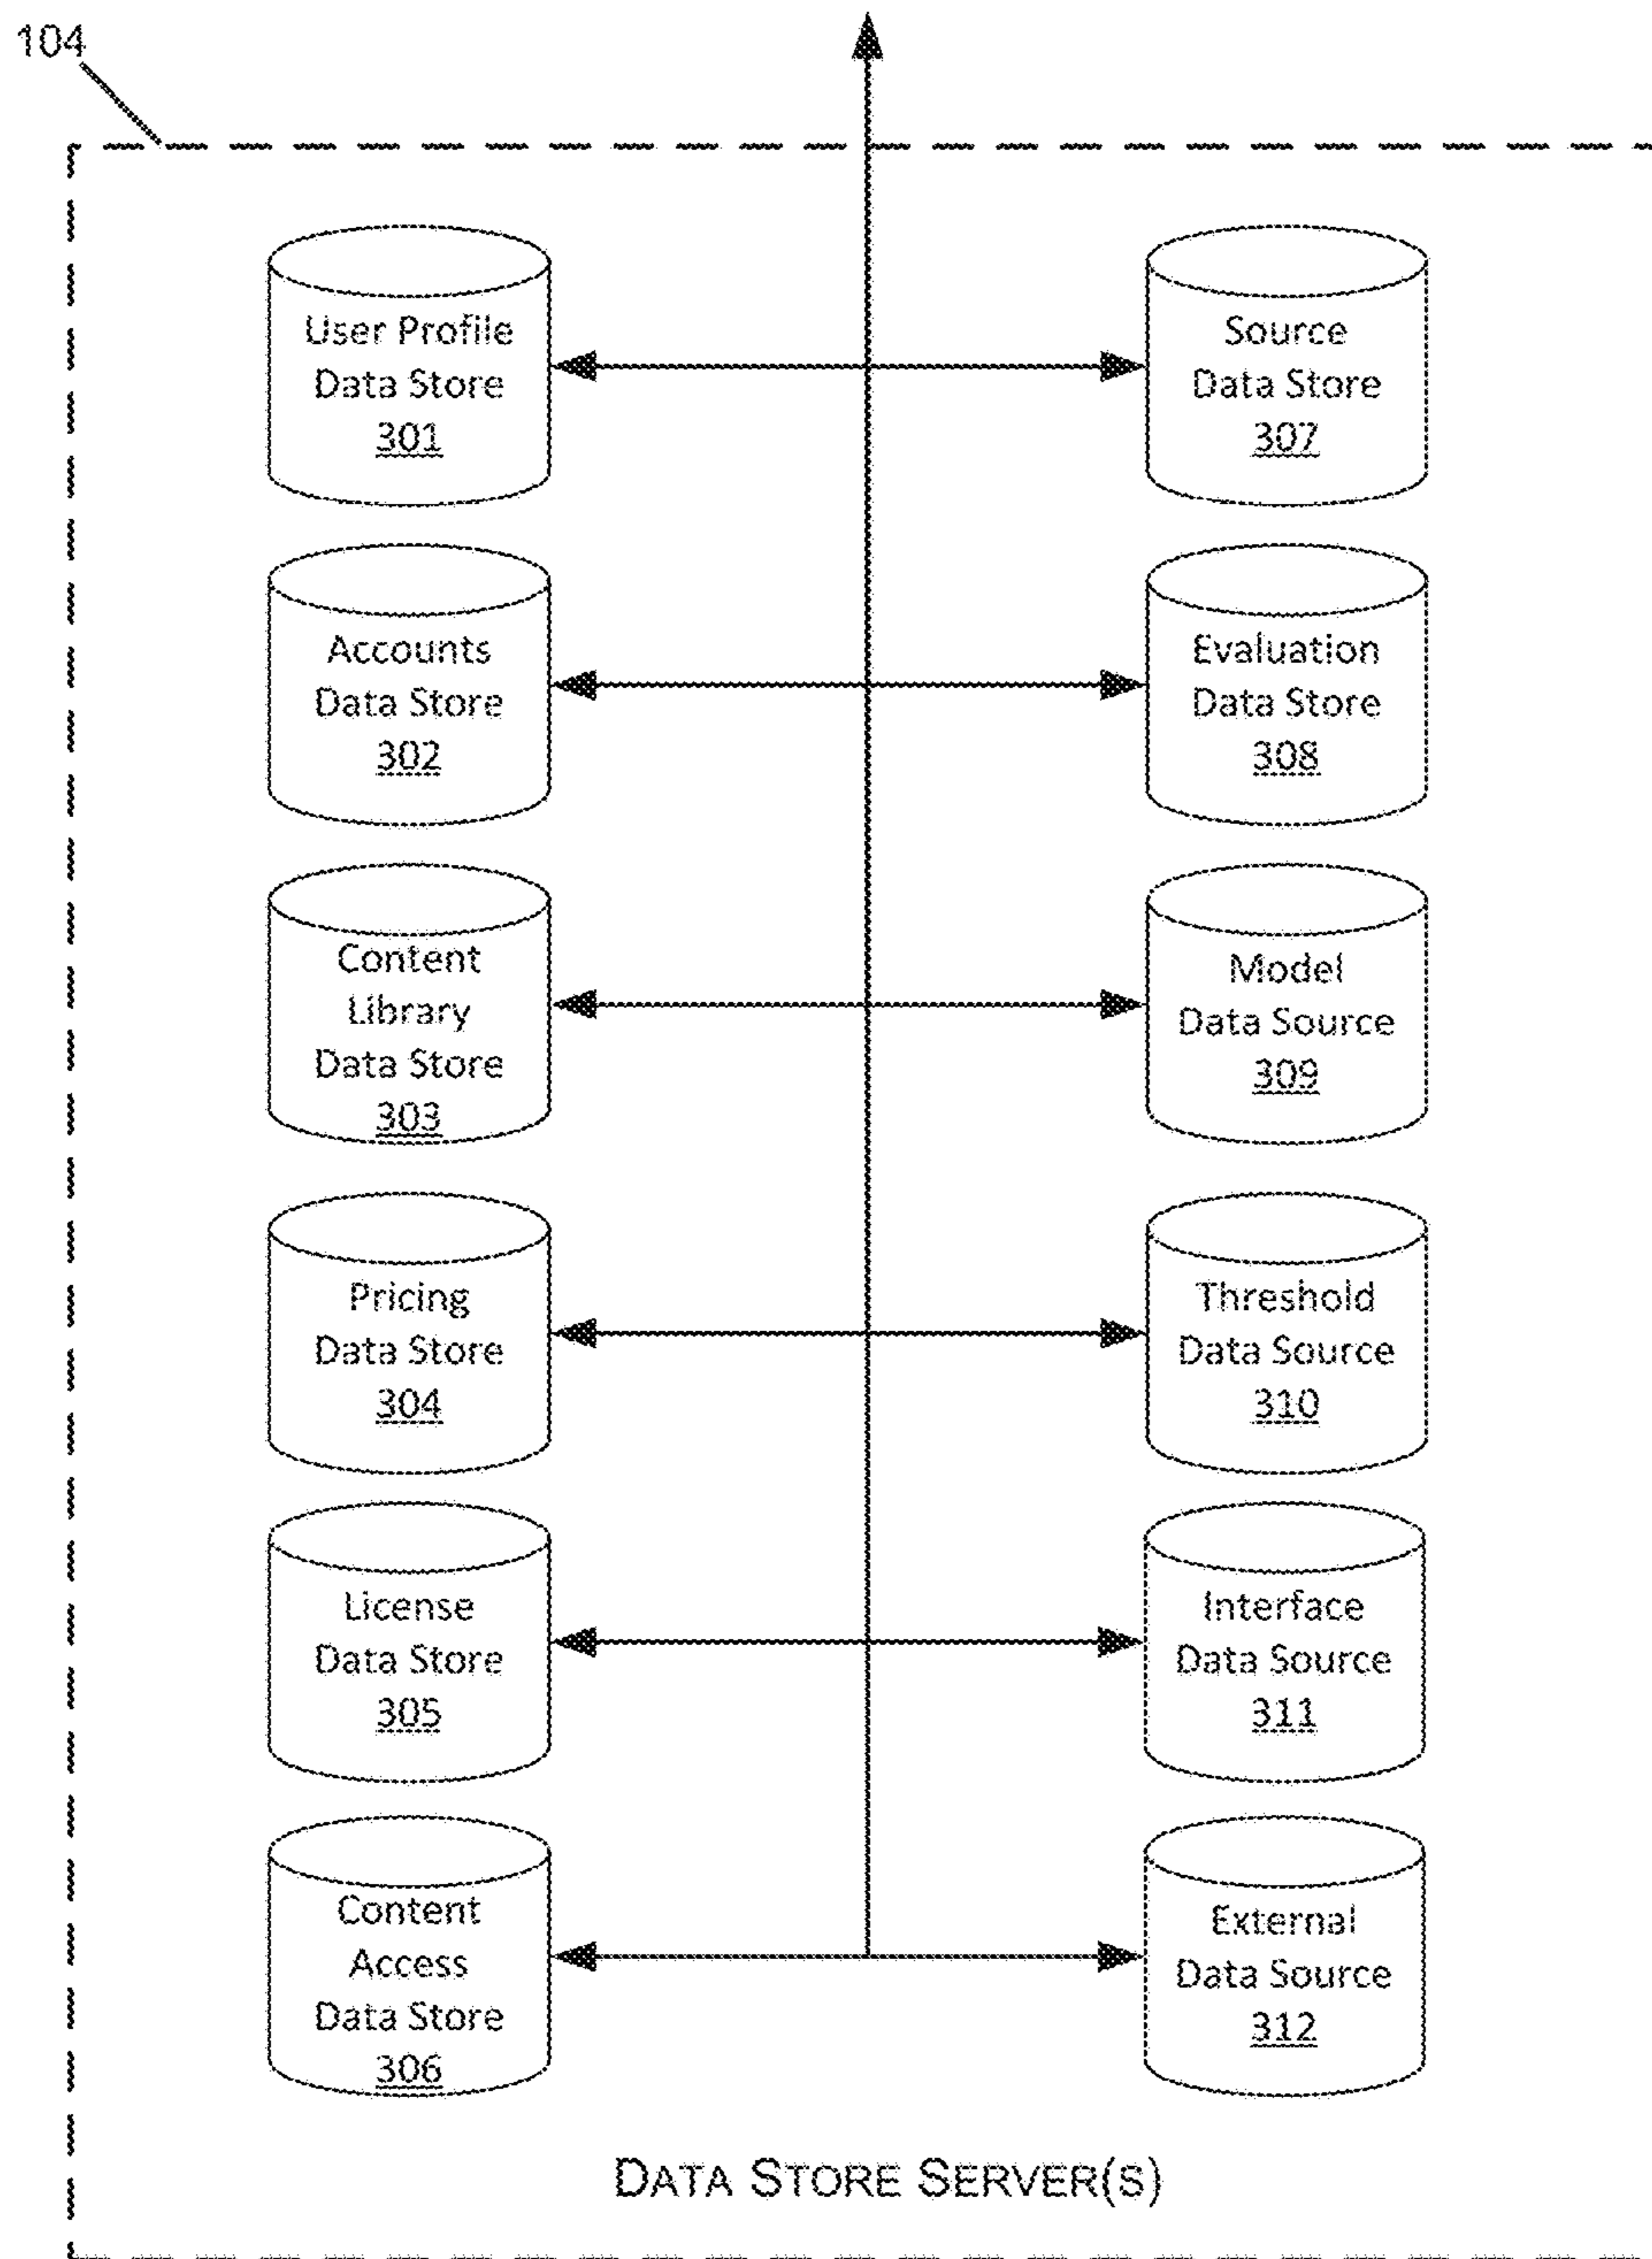 104
User Profile
Data Store
301
Source
Data Store
307
Accounts
Data Store
302
Evaluation
Data Store
308
Content
Library
Data Store
303
Model
Data Source
309
Pricing
Data Store
304
Threshold
Data Source
310
License
Data Store
305
Interface
Data Source
311
Content
Access
Data Store
306
External
Data Source
312
DATA STORE SERVER(S)